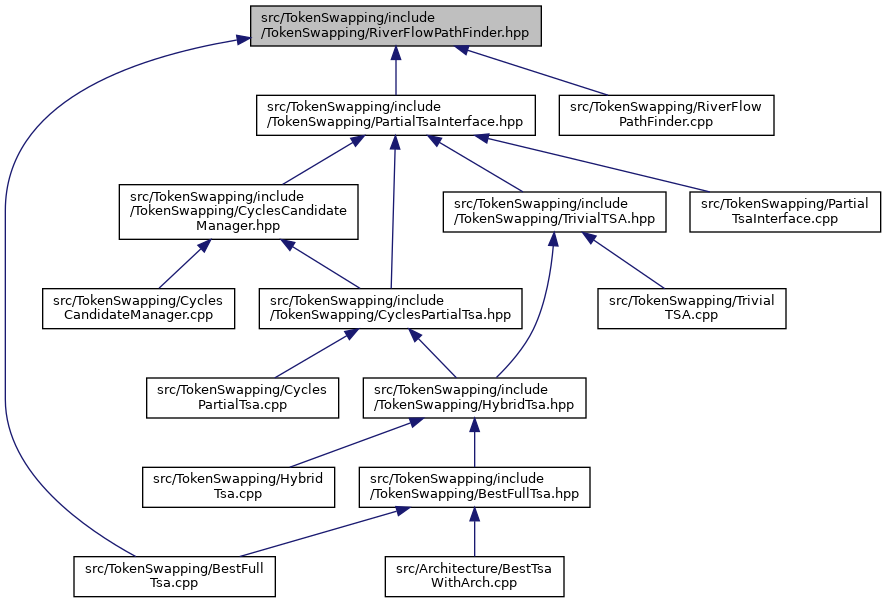 src/TokenSwapping/include
/TokenSwapping/RiverFlowPathFinder.hpp
src/TokenSwapping/include
/TokenSwapping/PartialTsaInterface.hpp
src/TokenSwapping/RiverFlow
PathFinder.cpp
src/TokenSwapping/include
/TokenSwapping/CyclesCandidate
Manager.hpp
src/TokenSwapping/include
/TokenSwapping/TrivialTSA.hpp
src/TokenSwapping/Partial
TsaInterface.cpp
src/TokenSwapping/Cycles
CandidateManager.cpp
src/TokenSwapping/include
/TokenSwapping/CyclesPartialTsa.hpp
src/TokenSwapping/Trivial
TSA.cpp
src/TokenSwapping/Cycles
PartialTsa.cpp
src/TokenSwapping/include
/TokenSwapping/HybridTsa.hpp
src/TokenSwapping/Hybrid
Tsa.cpp
src/TokenSwapping/include
/TokenSwapping/BestFullTsa.hpp
src/TokenSwapping/BestFull
Tsa.cpp
src/Architecture/BestTsa
WithArch.cpp